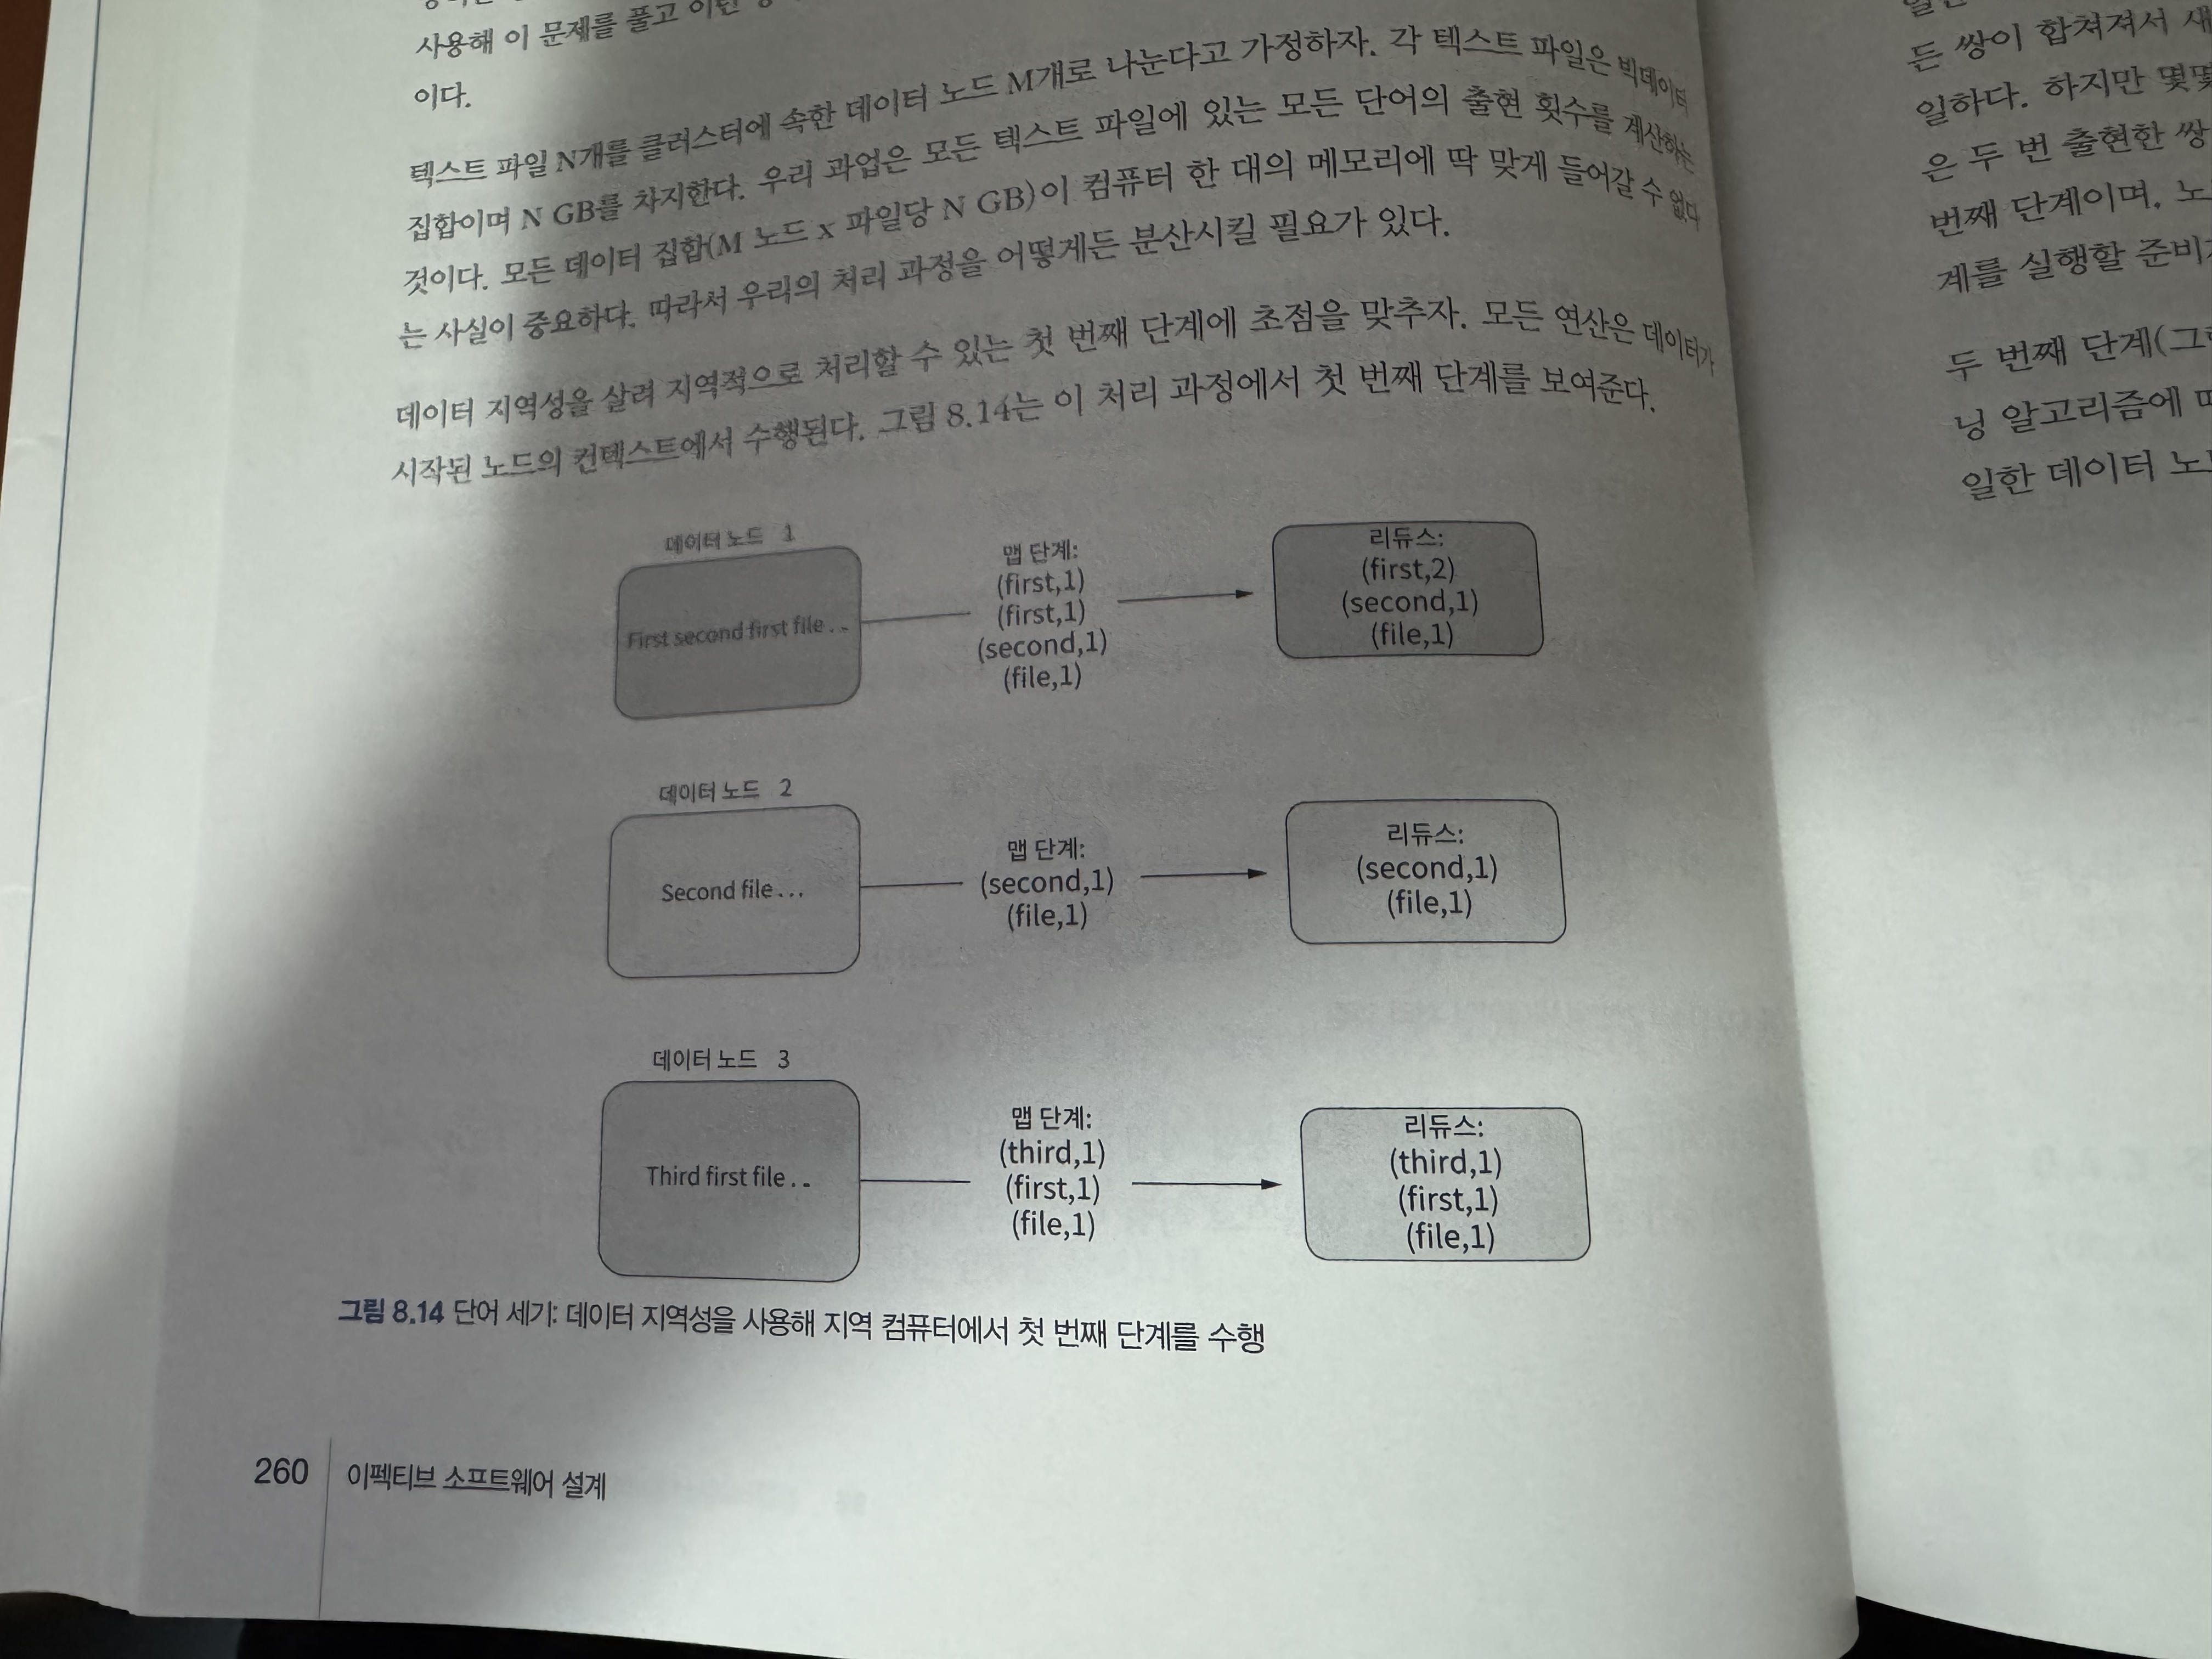 사용해 이 문제를 풀고 이런
이다.
텍스트 파일 N개를 클러스터에 속한 데이터 노드 M개로 나눈다고 가정하자. 각 텍스트 파일은 빅데이터
집합이며 N GB를 차지한다. 우리 과업은 모든 텍스트 파일에 있는 모든 단어의 출현 횟수를 계산하는
것이다. 모든 데이터 집합(M 노드 x 파일당 N GB)이 컴퓨터 한 대의 메모리에 딱 맞게 들어갈 수 없다
는 사실이 중요하다. 따라서 우리의 처리 과정을 어떻게든 분산시킬 필요가 있다.
데이터 지역성을 살려 지역적으로 처리할 수 있는 첫 번째 단계에 초점을 맞추자. 모든 연산은 데이터가
시작된 노드의 컨텍스트에서 수행된다. 그림 8.14는 이 처리 과정에서 첫 번째 단계를 보여준다.
데이터 노드 1
First second first file . . .
맵 단계:
(first,1)
(first,1)
(second,1)
(file,1)
리듀스:
(first,2)
(second,1)
(file,1)
데이터 노드 2
Second file . . .
맵 단계:
(second,1)
(file,1)
리듀스:
(second,1)
(file,1)
데이터 노드 3
Third first file . . .
맵 단계:
(third,1)
(first,1)
(file,1)
리듀스:
(third,1)
(first,1)
(file,1)
그림 8.14 단어 세기: 데이터 지역성을 사용해 지역 컴퓨터에서 첫 번째 단계를 수행
260 이펙티브 소프트웨어 설계
든 쌍이 합쳐져서 새
일하다. 하지만 몇몇
은 두 번 출현한 쌍
번째 단계이며, 노
계를 실행할 준비
두 번째 단계(그
닝 알고리즘에
일한 데이터 노